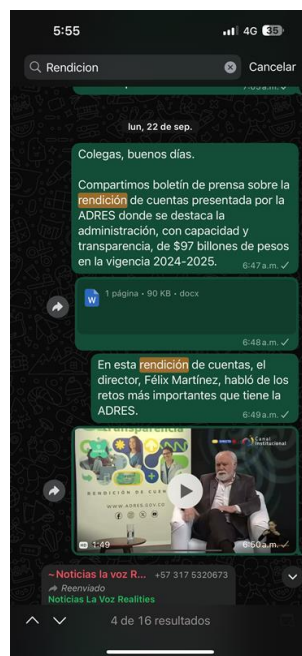 5:55
4G 35
Rendicion
Cancelar
7:05 a.m.
lun, 22 de sep.
Colegas, buenos días.
Compartimos boletín de prensa sobre la
rendición de cuentas presentada por la
ADRES donde se destaca la
administración, con capacidad y
transparencia, de $97 billones de pesos
en la vigencia 2024-2025.
6:47 a.m.
W
1 página • 90 KB • docx
6:48 a.m.
En esta rendición de cuentas, el
director, Félix Martínez, habló de los
retos más importantes que tiene la
ADRES.
6:49 a.m.
transparencia
Canal
Institucional
WWW.ADRES.GOV.CO
1:49
6:50 a.m.
~Noticias la voz R...
+57 317 5320673
Reenviado
Noticias La Voz Realities
4 de 16 resultados